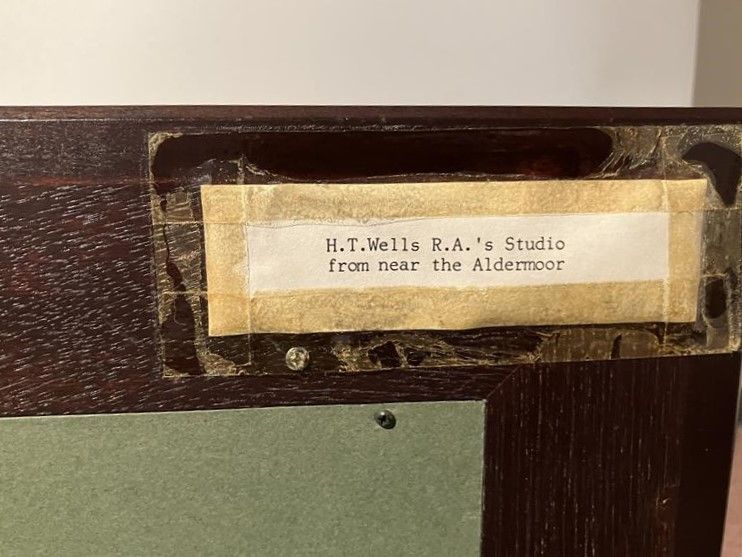 H.T.Wells R.A.'s Studio
from near the Aldermoor